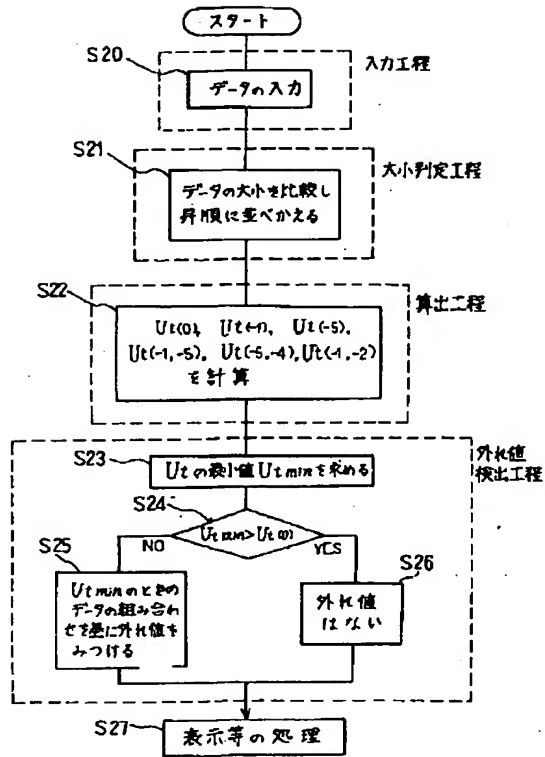 スタート
S20
入力工程
データの入力
S21
大小判定工程
データの大小を比較し
昇順に並べかえる
S22
算出工程
Ut(0), Ut(-1), Ut(-5),
Ut(-1,-5), Ut(-5,-4), Ut(-1,-2)
を計算
外れ値
検出工程
S23
Utの最小値Ut minを求める
S24
Ut min>Ut(0)
NO
YES
S25
Ut minのときの
データの組み合わ
せを基に外れ値を
みつける
S26
外れ値
はない
S27
表示等の処理